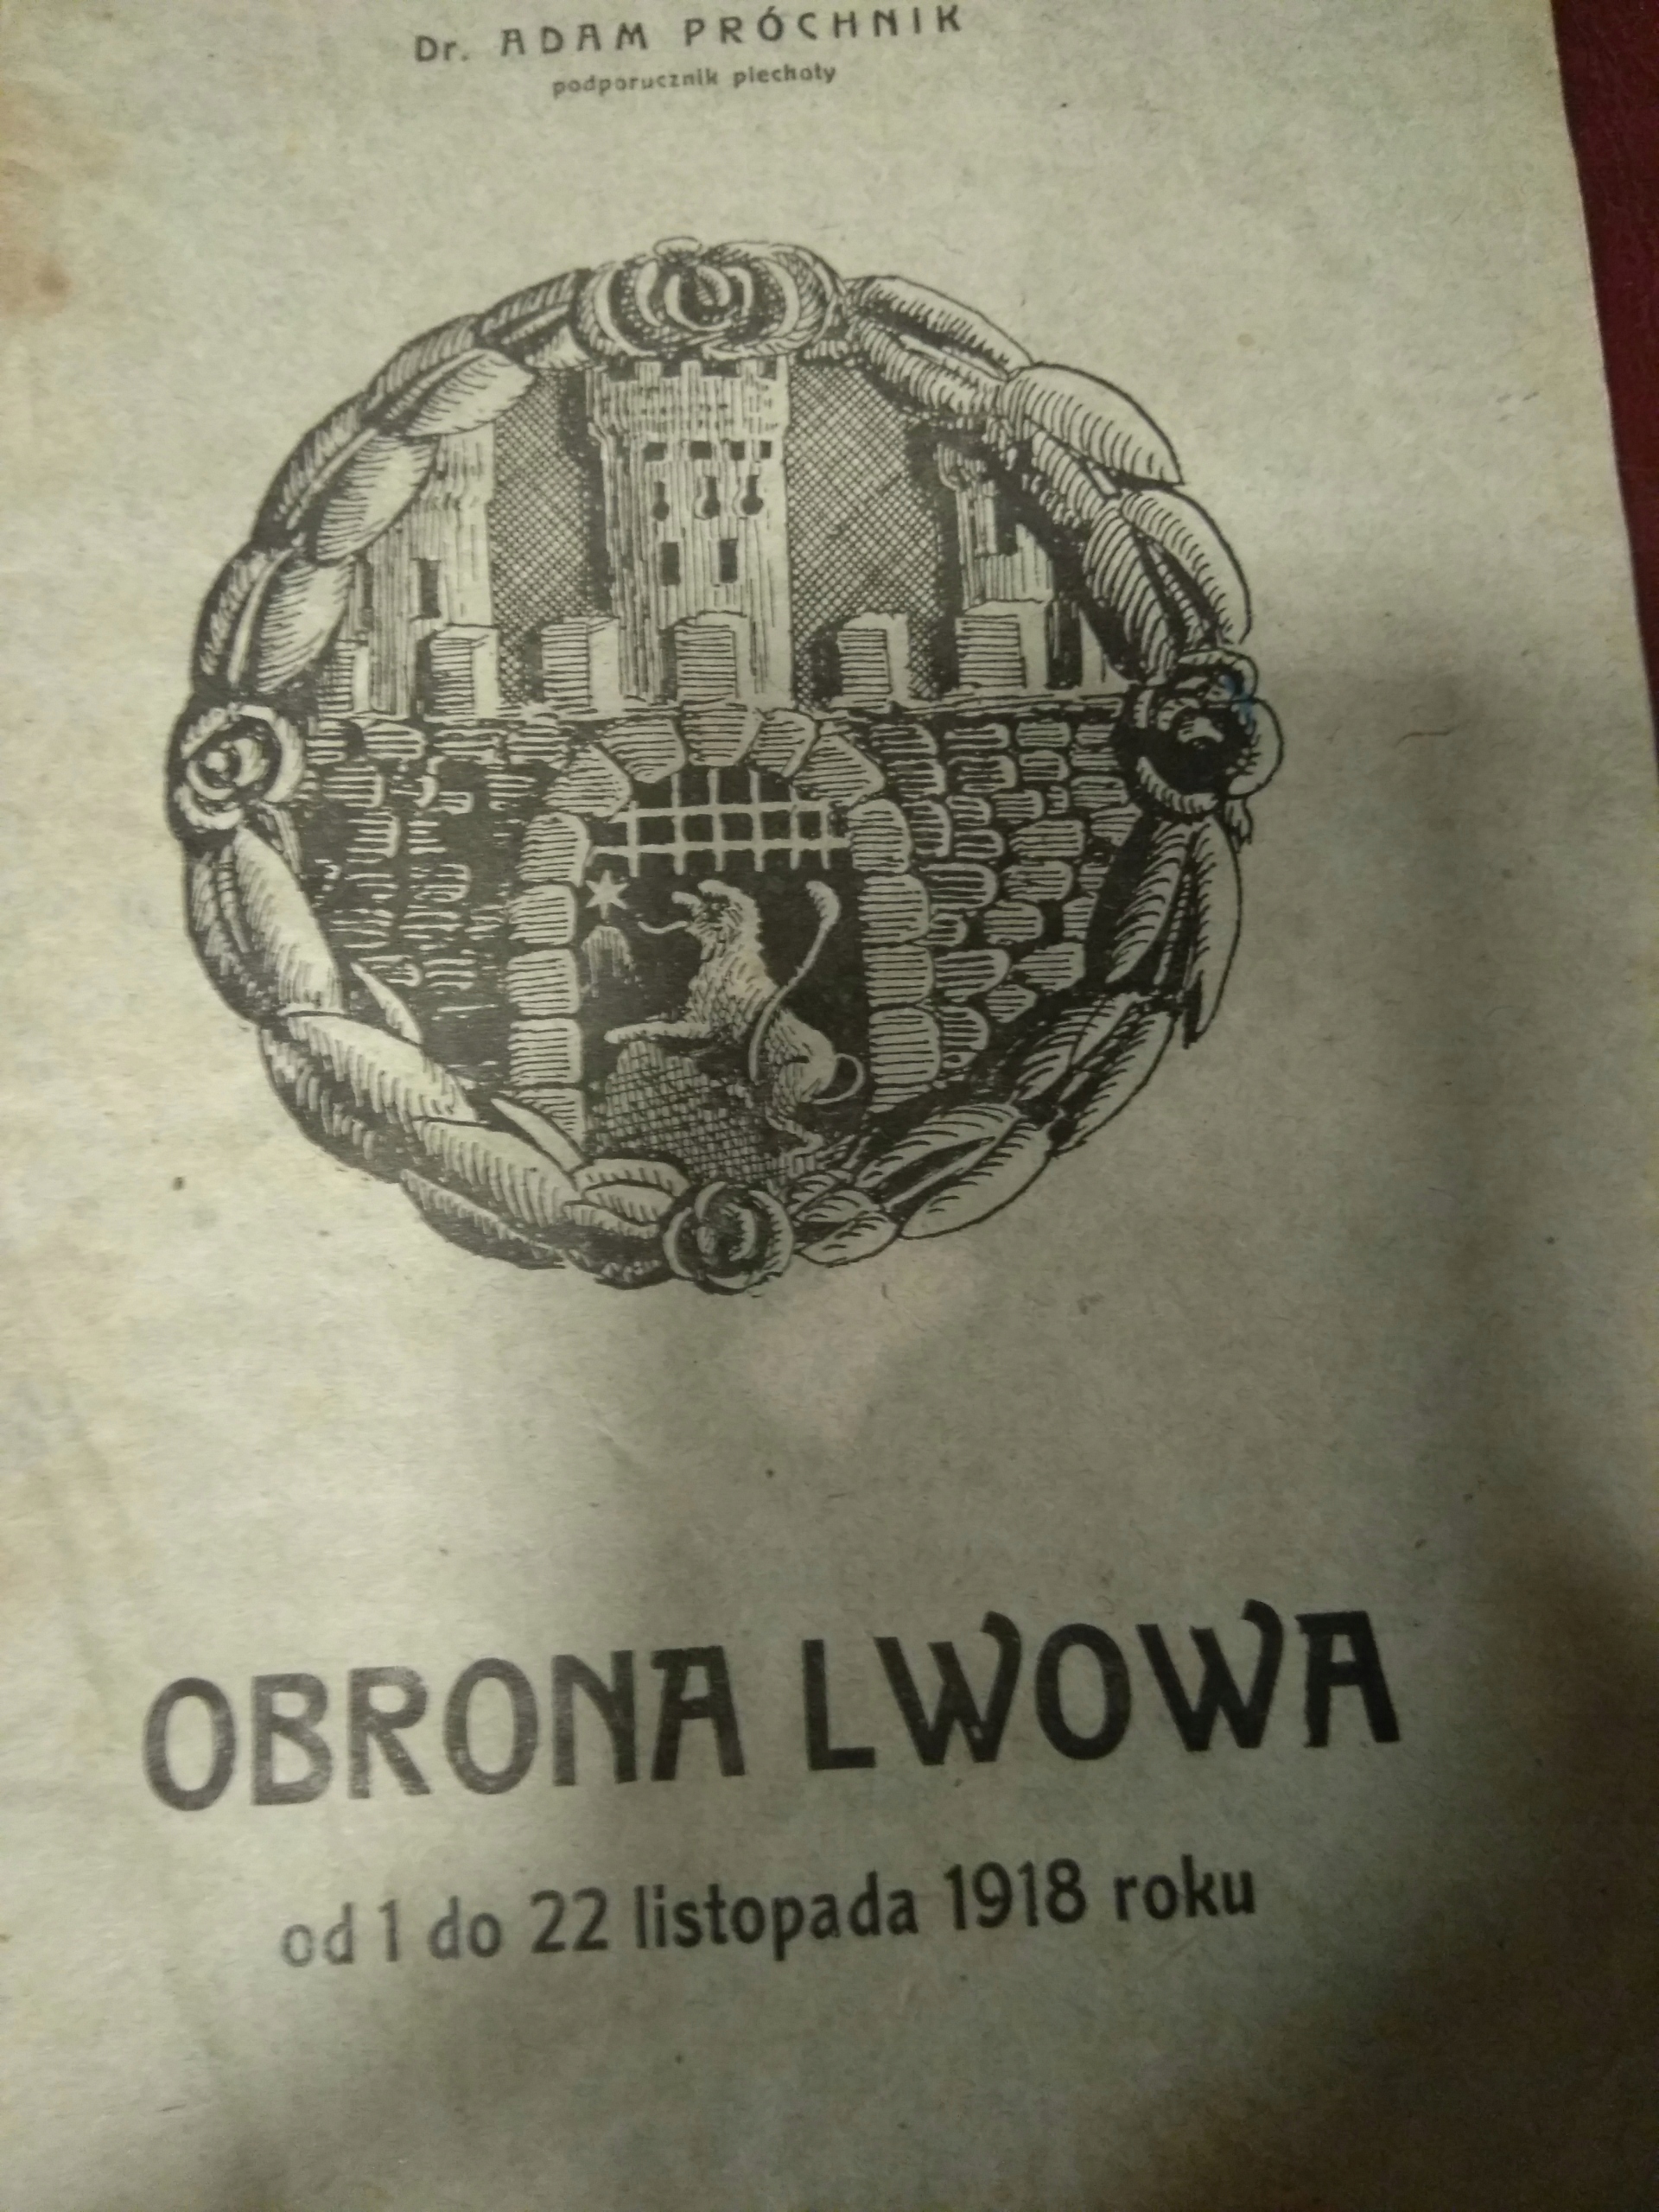 Dr. ADAM PRÓCHNIK
podporucznik piechoty
OBRONA LWOWA
od 1 do 22 listopada 1918 roku